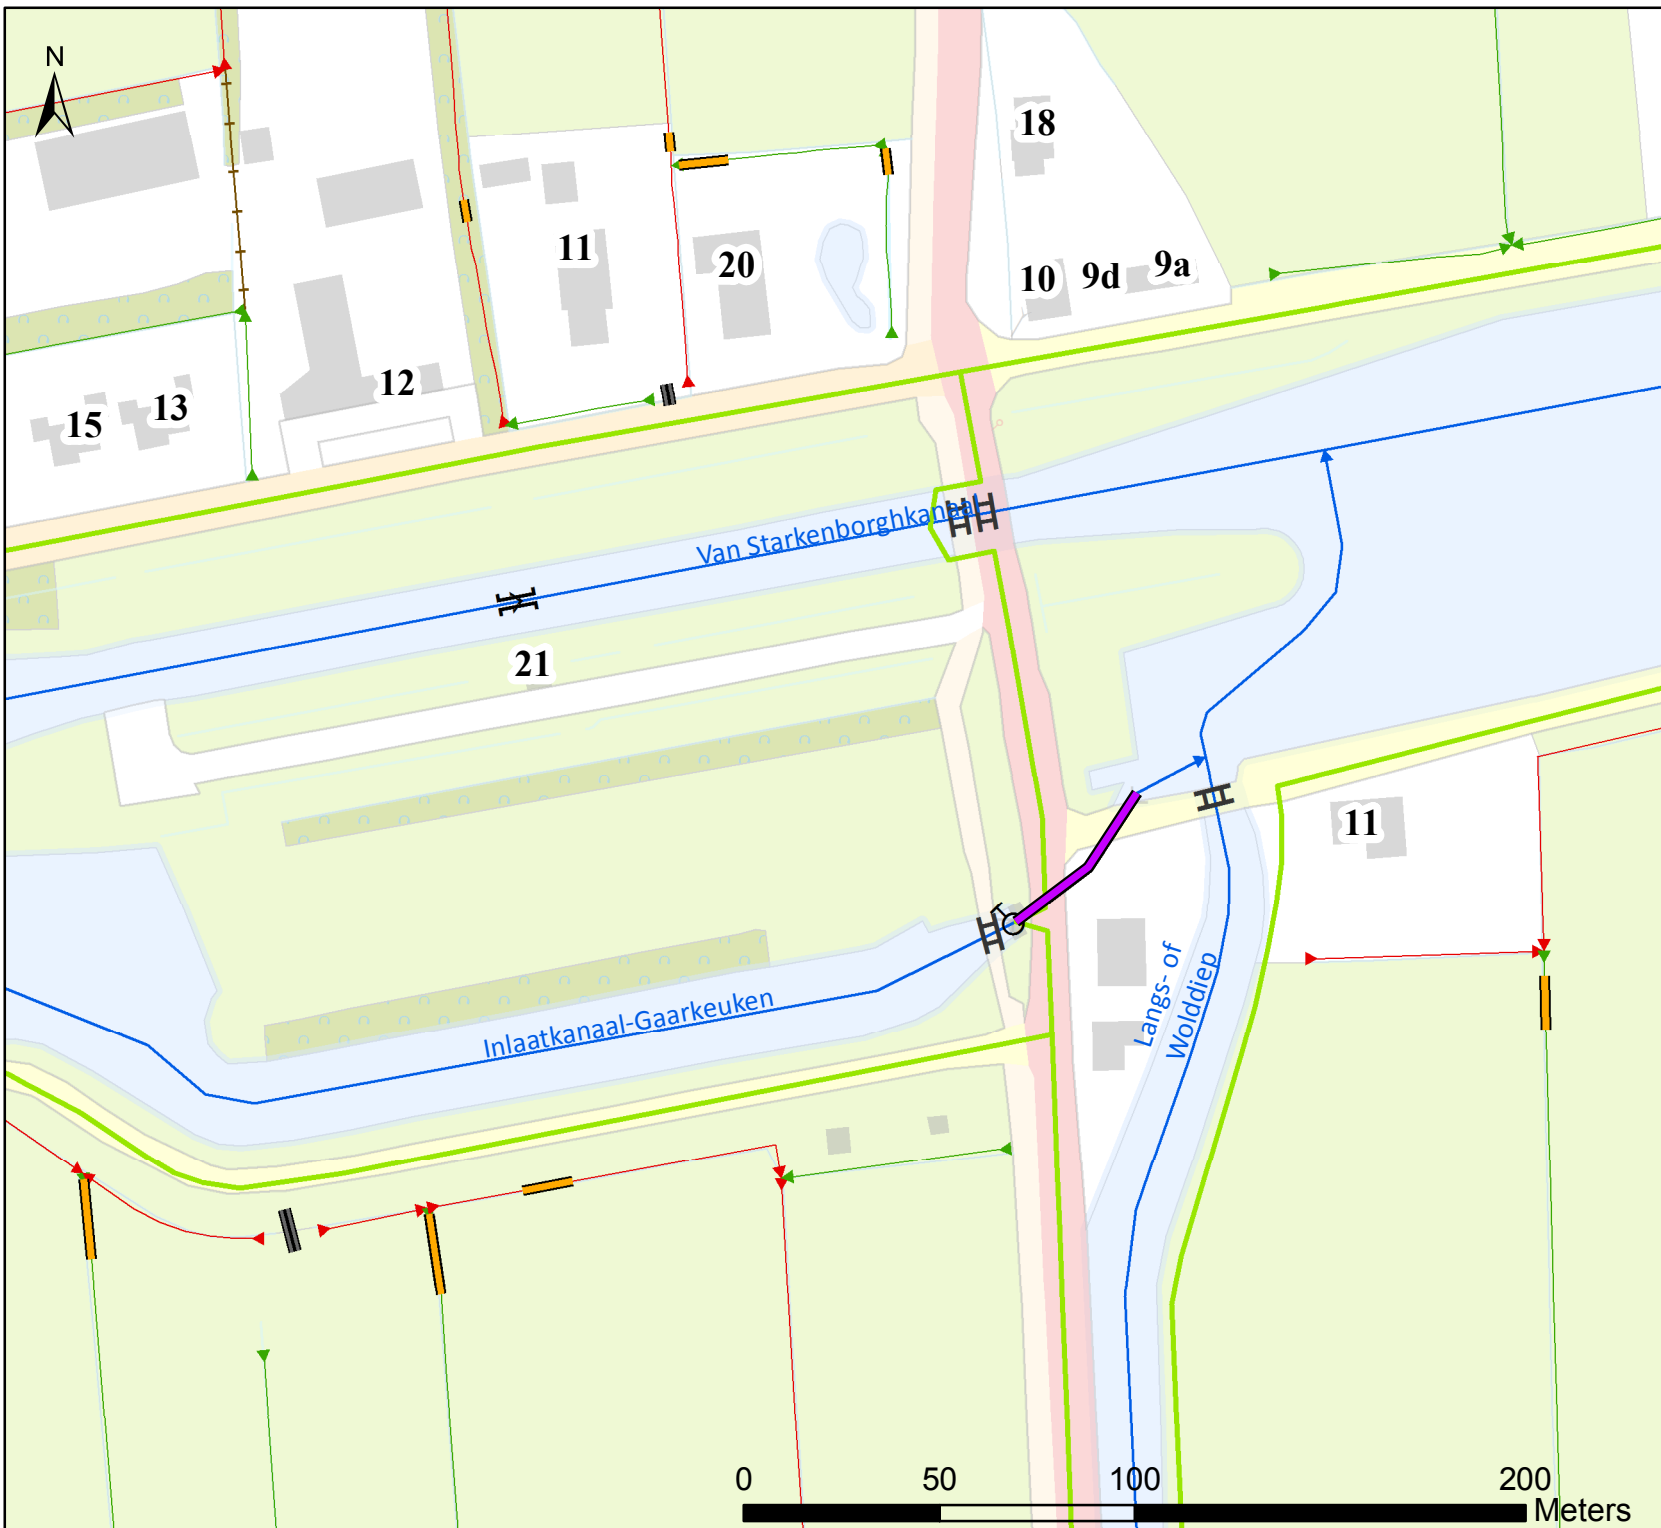 N
18
11
20
10
9d
9a
12
15
13
Van Starkenborghkanaal
21
11
Langs- of
Wolddiep
Inlaatkanaal-Gaarkeuken
0 50 100 200
Meters